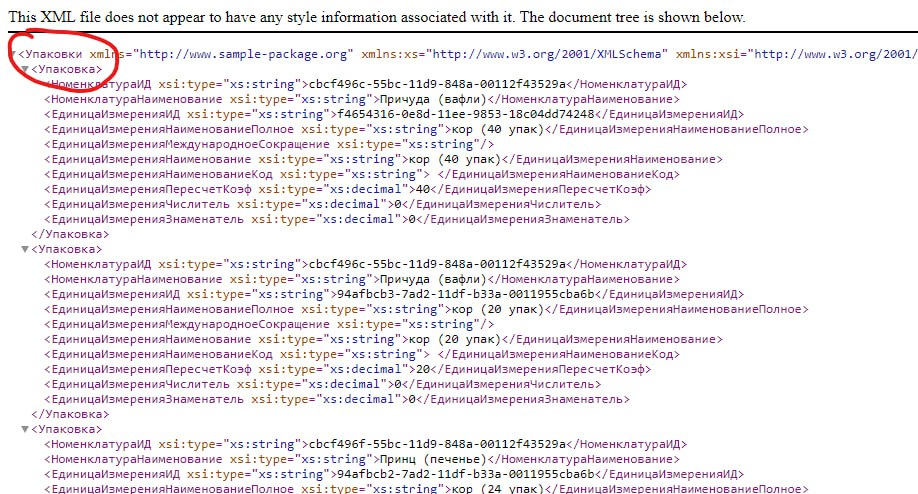 This XML file does not appear to have any style information associated with it. The document tree is shown below.
▼<Упаковки xmlns="http://www.sample-package.org" xmlns:xs="http://www.w3.org/2001/XMLSchema" xmlns:xsi="http://www.w3.org/2001/
▼<Упаковка>
<НоменклатураИД xsi:type="xs:string">cbcf496c-55bc-11d9-848a-00112f43529a</НоменклатураИД>
<НоменклатураНаименование xsi:type="xs:string">Причуда (вафли)</НоменклатураНаименование>
<ЕдиницаИзмеренияИД xsi:type="xs:string">f4654316-0e8d-11ee-9853-18c04dd74248</ЕдиницаИзмеренияИД>
<ЕдиницаИзмеренияНаименованиеПолное xsi:type="xs:string">кор (40 упак)</ЕдиницаИзмеренияНаименованиеПолное>
<ЕдиницаИзмеренияМеждународноеСокращение xsi:type="xs:string"/>
<ЕдиницаИзмеренияНаименование xsi:type="xs:string">кор (40 упак)</ЕдиницаИзмеренияНаименование>
<ЕдиницаИзмеренияНаименованиеКод xsi:type="xs:string"> </ЕдиницаИзмеренияНаименованиеКод>
<ЕдиницаИзмеренияПересчетКоэф xsi:type="xs:decimal">40</ЕдиницаИзмеренияПересчетКоэф>
<ЕдиницаИзмеренияЧислитель xsi:type="xs:decimal">0</ЕдиницаИзмеренияЧислитель>
<ЕдиницаИзмеренияЗнаменатель xsi:type="xs:decimal">0</ЕдиницаИзмеренияЗнаменатель>
</Упаковка>
▼<Упаковка>
<НоменклатураИД xsi:type="xs:string">cbcf496c-55bc-11d9-848a-00112f43529a</НоменклатураИД>
<НоменклатураНаименование xsi:type="xs:string">Причуда (вафли)</НоменклатураНаименование>
<ЕдиницаИзмеренияИД xsi:type="xs:string">94afbcb3-7ad2-11df-b33a-0011955cba6b</ЕдиницаИзмеренияИД>
<ЕдиницаИзмеренияНаименованиеПолное xsi:type="xs:string">кор (20 упак)</ЕдиницаИзмеренияНаименованиеПолное>
<ЕдиницаИзмеренияМеждународноеСокращение xsi:type="xs:string"/>
<ЕдиницаИзмеренияНаименование xsi:type="xs:string">кор (20 упак)</ЕдиницаИзмеренияНаименование>
<ЕдиницаИзмеренияНаименованиеКод xsi:type="xs:string"> </ЕдиницаИзмеренияНаименованиеКод>
<ЕдиницаИзмеренияПересчетКоэф xsi:type="xs:decimal">20</ЕдиницаИзмеренияПересчетКоэф>
<ЕдиницаИзмеренияЧислитель xsi:type="xs:decimal">0</ЕдиницаИзмеренияЧислитель>
<ЕдиницаИзмеренияЗнаменатель xsi:type="xs:decimal">0</ЕдиницаИзмеренияЗнаменатель>
</Упаковка>
▼<Упаковка>
<НоменклатураИД xsi:type="xs:string">cbcf496f-55bc-11d9-848a-00112f43529a</НоменклатураИД>
<НоменклатураНаименование xsi:type="xs:string">Принц (печенье)</НоменклатураНаименование>
<ЕдиницаИзмеренияИД xsi:type="xs:string">94afbcb2-7ad2-11df-b33a-0011955cba6b</ЕдиницаИзмеренияИД>
<ЕдиницаИзмеренияНаименованиеПолное xsi:type="xs:string">кор (24 упак)</ЕдиницаИзмеренияНаименованиеПолное>